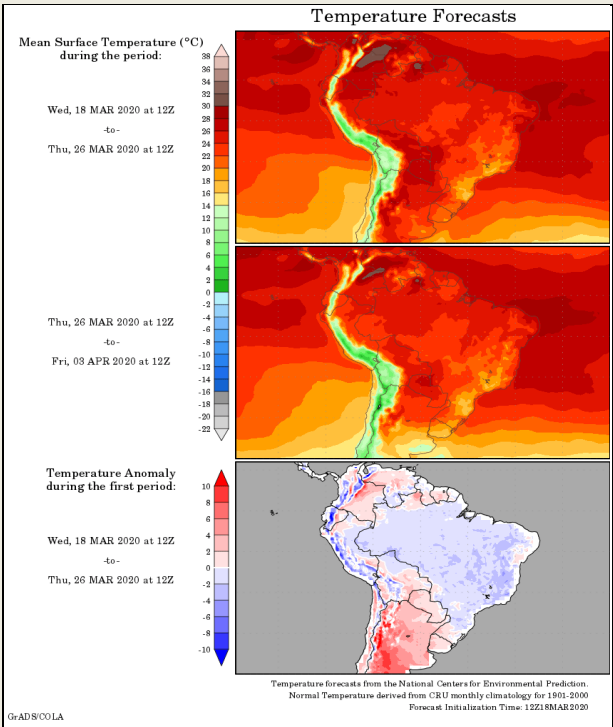 Temperature Forecasts
Mean Surface Temperature (°C)
during the period:
Wed, 18 MAR 2020 at 12Z
-to-
Thu, 26 MAR 2020 at 12Z
38
36
34
32
30
28
26
24
22
20
18
16
14
12
10
8
6
4
2
0
-2
-4
-6
-8
-10
-12
-14
-16
-18
-20
-22
Thu, 26 MAR 2020 at 12Z
-to-
Fri, 03 APR 2020 at 12Z
Temperature Anomaly
during the first period:
Wed, 18 MAR 2020 at 12Z
-to-
Thu, 26 MAR 2020 at 12Z
10
8
6
4
2
0
-2
-4
-6
-8
-10
Temperature forecasts from the National Centers for Environmental Prediction.
Normal Temperature derived from CRU monthly climatology for 1901-2000
Forecast Initialization Time: 12Z18MAR2020
GrADS/COLA